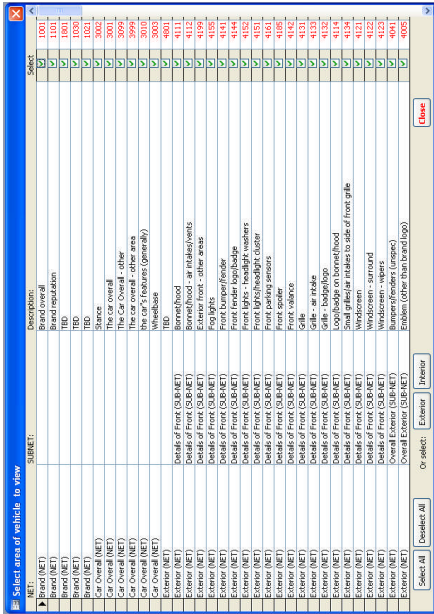 Select area of vehicle to view
NET: SUBNET: Description: Select
Brand (NET) Brand overall 1001
Brand (NET) Brand reputation 1101
Brand (NET) TBD 1801
Brand (NET) TBD 1030
Brand (NET) TBD 1021
Car Overall (NET) Stance 3002
Car Overall (NET) The car overall 3001
Car Overall (NET) The Car Overall - other 3099
Car Overall (NET) The car overall - other area 3999
Car Overall (NET) the car's features (generally) 3010
Car Overall (NET) Wheelbase 3003
Exterior (NET) TBD 4801
Exterior (NET) Details of Front (SUB-NET) Bonnet/hood 4111
Exterior (NET) Details of Front (SUB-NET) Bonnet/hood - air intakes/vents 4112
Exterior (NET) Details of Front (SUB-NET) Exterior front - other areas 4199
Exterior (NET) Details of Front (SUB-NET) Fog lights 4155
Exterior (NET) Details of Front (SUB-NET) Front bumper/fender 4141
Exterior (NET) Details of Front (SUB-NET) Front fender logo/badge 4144
Exterior (NET) Details of Front (SUB-NET) Front lights - headlight washers 4152
Exterior (NET) Details of Front (SUB-NET) Front lights/headlight cluster 4151
Exterior (NET) Details of Front (SUB-NET) Front parking sensors 4161
Exterior (NET) Details of Front (SUB-NET) Front spoiler 4185
Exterior (NET) Details of Front (SUB-NET) Front valance 4142
Exterior (NET) Details of Front (SUB-NET) Grille 4131
Exterior (NET) Details of Front (SUB-NET) Grille - air intake 4133
Exterior (NET) Details of Front (SUB-NET) Grille - badge/logo 4132
Exterior (NET) Details of Front (SUB-NET) Logo/badge on bonnet/hood 4114
Exterior (NET) Details of Front (SUB-NET) Small grilles/air intakes to side of front grille 4134
Exterior (NET) Details of Front (SUB-NET) Windscreen 4121
Exterior (NET) Details of Front (SUB-NET) Windscreen - surround 4122
Exterior (NET) Details of Front (SUB-NET) Windscreen - wipers 4123
Exterior (NET) Overall Exterior (SUB-NET) Bumpers/fenders (unspec) 4041
Exterior (NET) Overall Exterior (SUB-NET) Emblem (other than brand logo) 4005
Select All Deselect All Or select: Exterior Interior Close